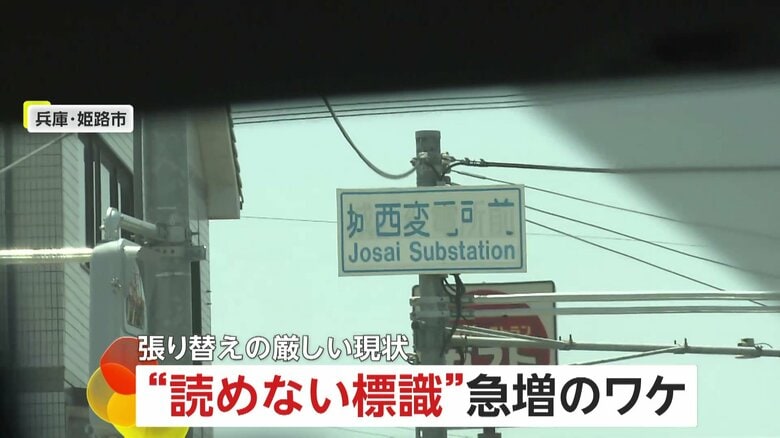 兵庫・姫路市
西変 前
Josai Substation
張り替えの厳しい現状
“読めない標識”急増のワケ